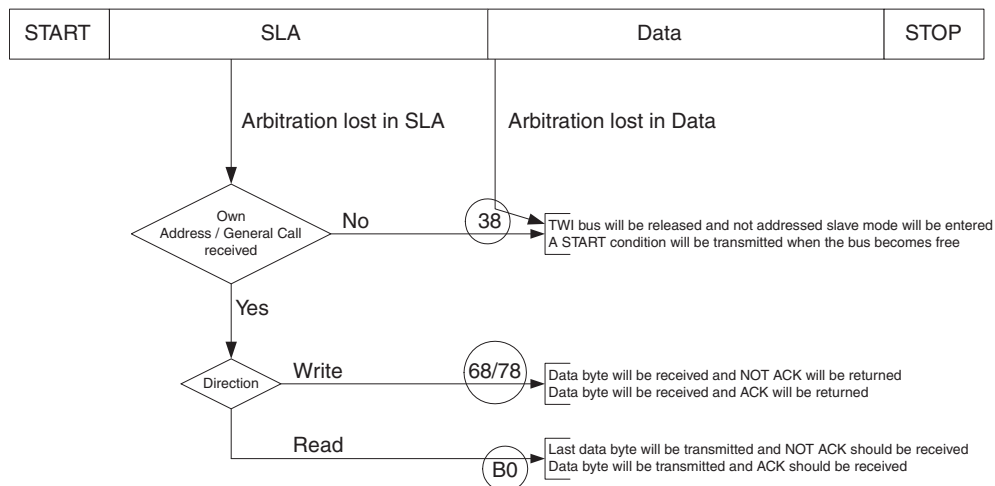 START SLA Data STOP
Arbitration lost in SLA Arbitration lost in Data
Own
Address / General Call
received
No
38
TWI bus will be released and not addressed slave mode will be entered
A START condition will be transmitted when the bus becomes free
Yes
Direction
Write
68/78
Data byte will be received and NOT ACK will be returned
Data byte will be received and ACK will be returned
Read
B0
Last data byte will be transmitted and NOT ACK should be received
Data byte will be transmitted and ACK should be received